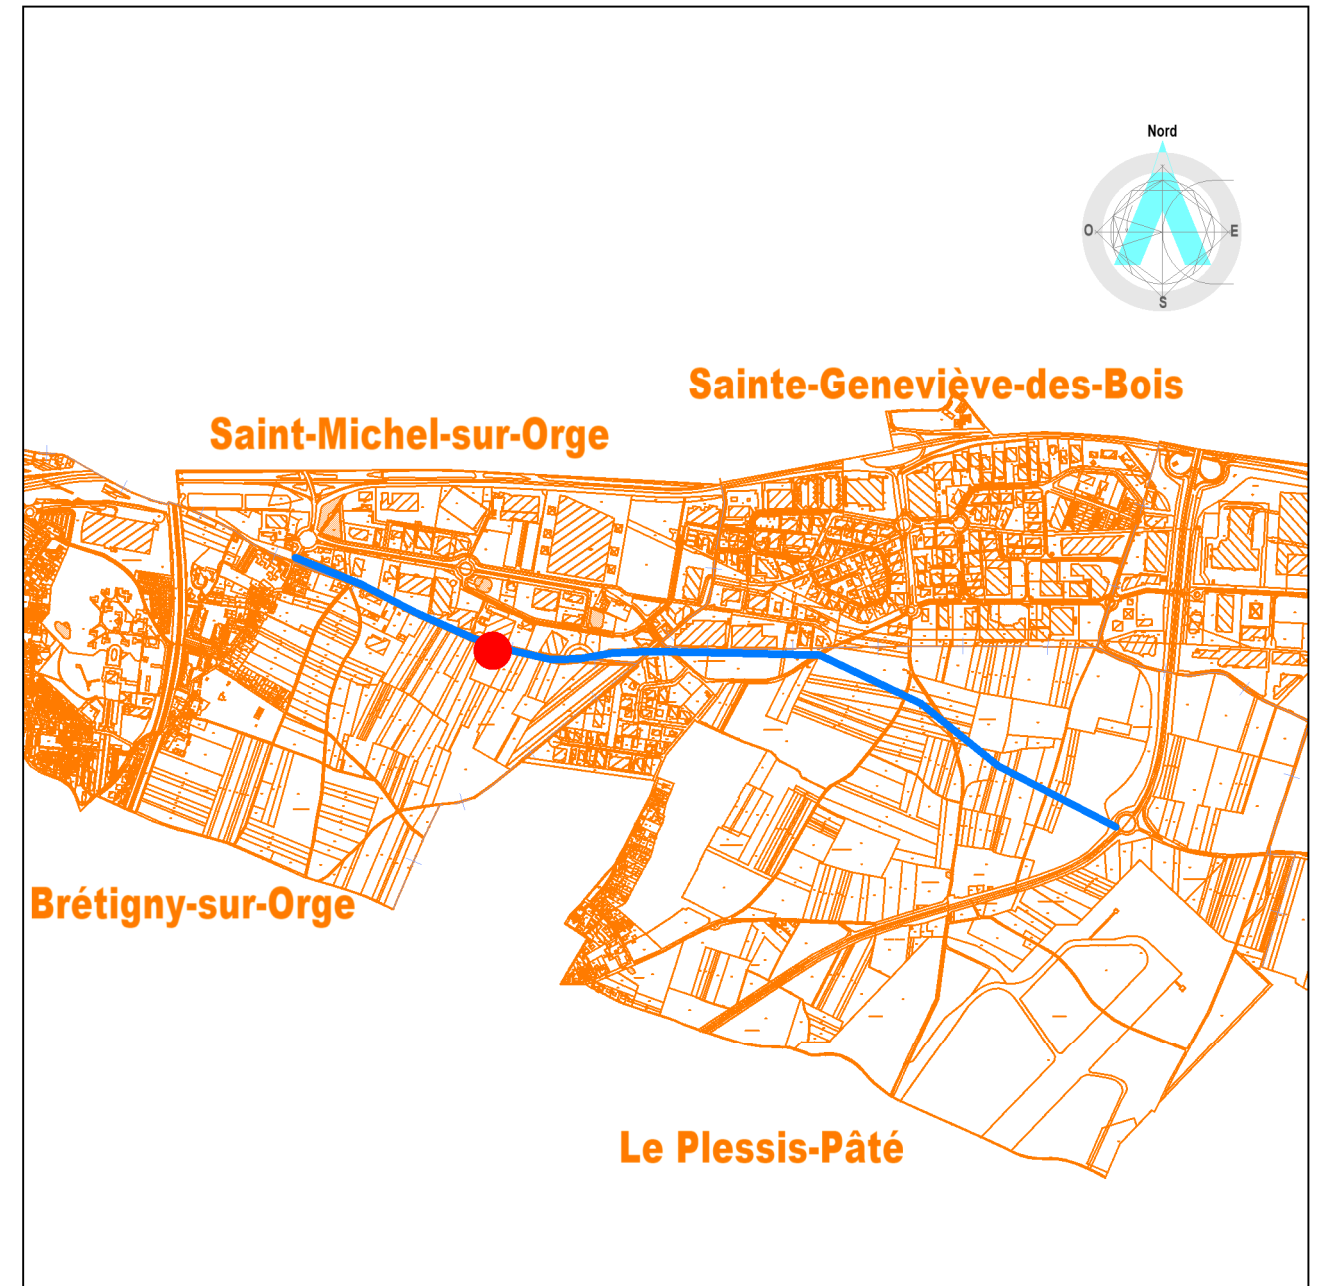 Nord
O
E
S
Sainte-Geneviève-des-Bois
Saint-Michel-sur-Orge
Brétigny-sur-Orge
Le Plessis-Pâté